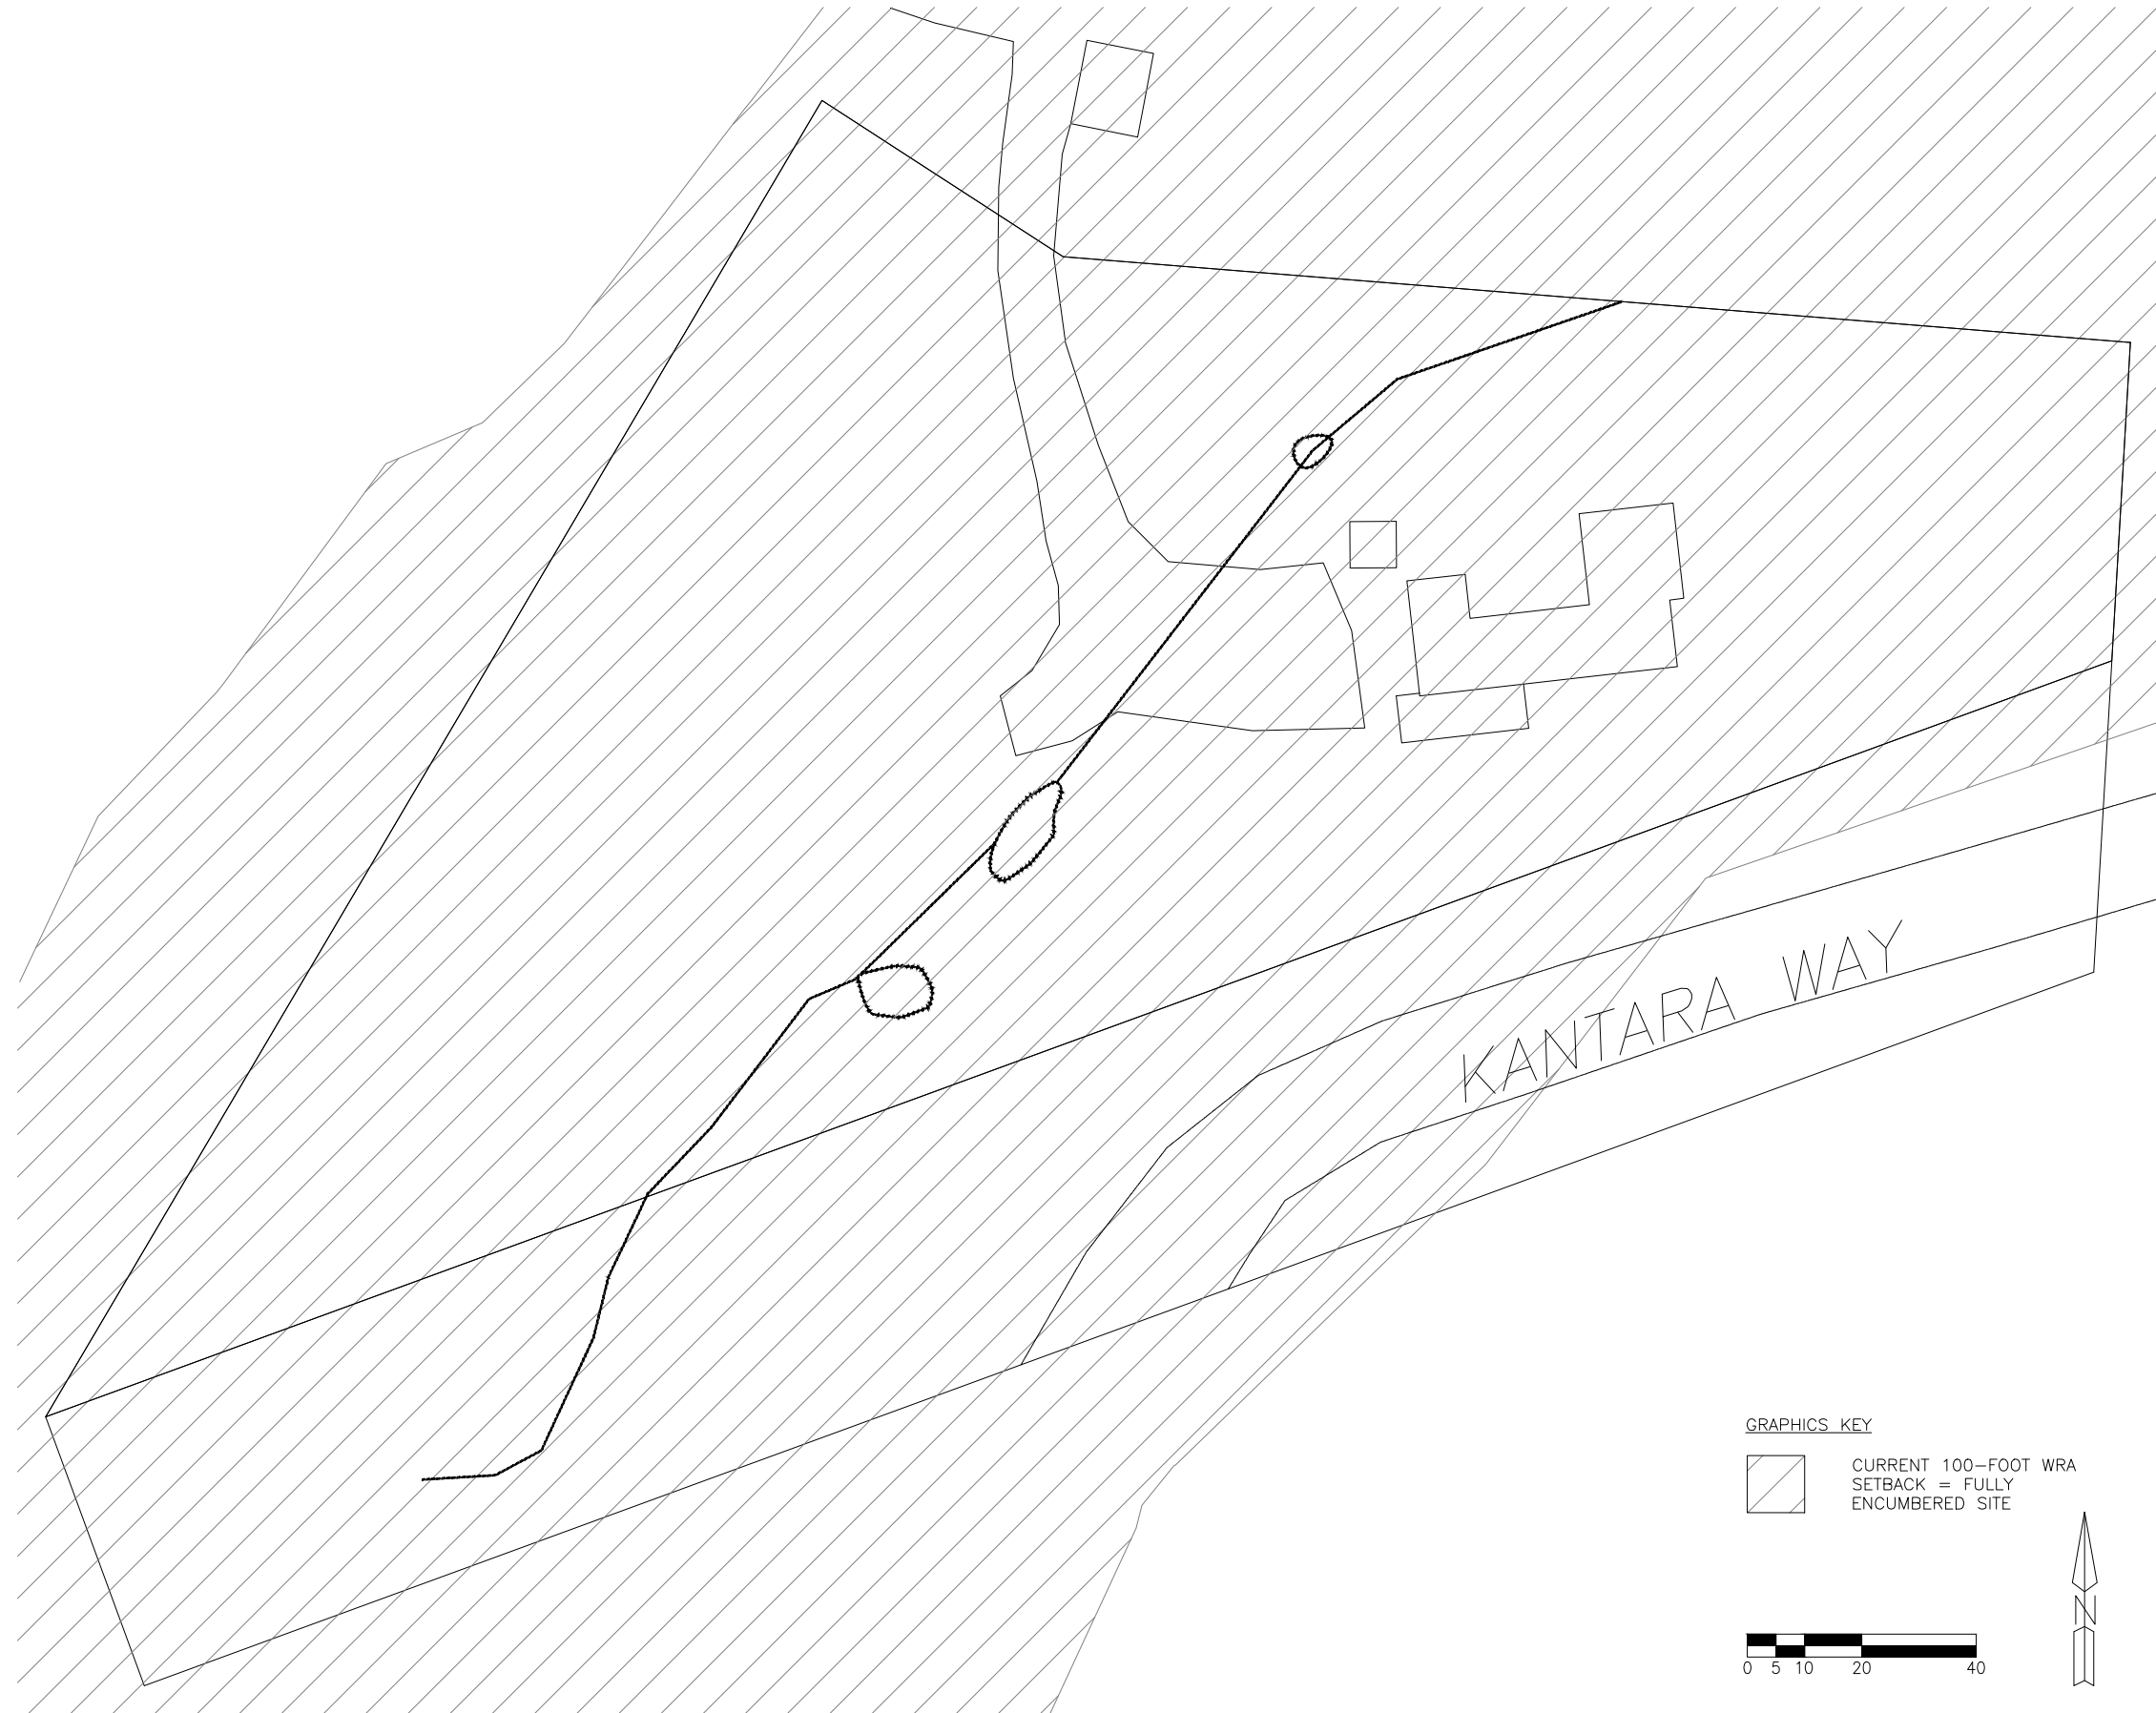 KANTARA WAY
GRAPHICS KEY
CURRENT 100-FOOT WRA
SETBACK = FULLY
ENCUMBERED SITE
N
0 5 10 20 40